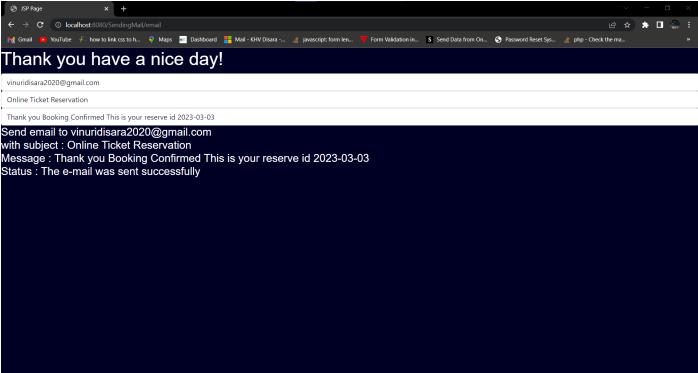 JSP Page
localhost:8080/SendingMail/email
Gmail YouTube how to link css to h... Maps Dashboard Mail - KHV Disara -... javascript: form len... Form Validation in... Send Data from On... Password Reset Sys... php - Check the ma...
Thank you have a nice day!
vinuridisara2020@gmail.com
Online Ticket Reservation
Thank you Booking Confirmed This is your reserve id 2023-03-03
Send email to vinuridisara2020@gmail.com
with subject : Online Ticket Reservation
Message : Thank you Booking Confirmed This is your reserve id 2023-03-03
Status : The e-mail was sent successfully